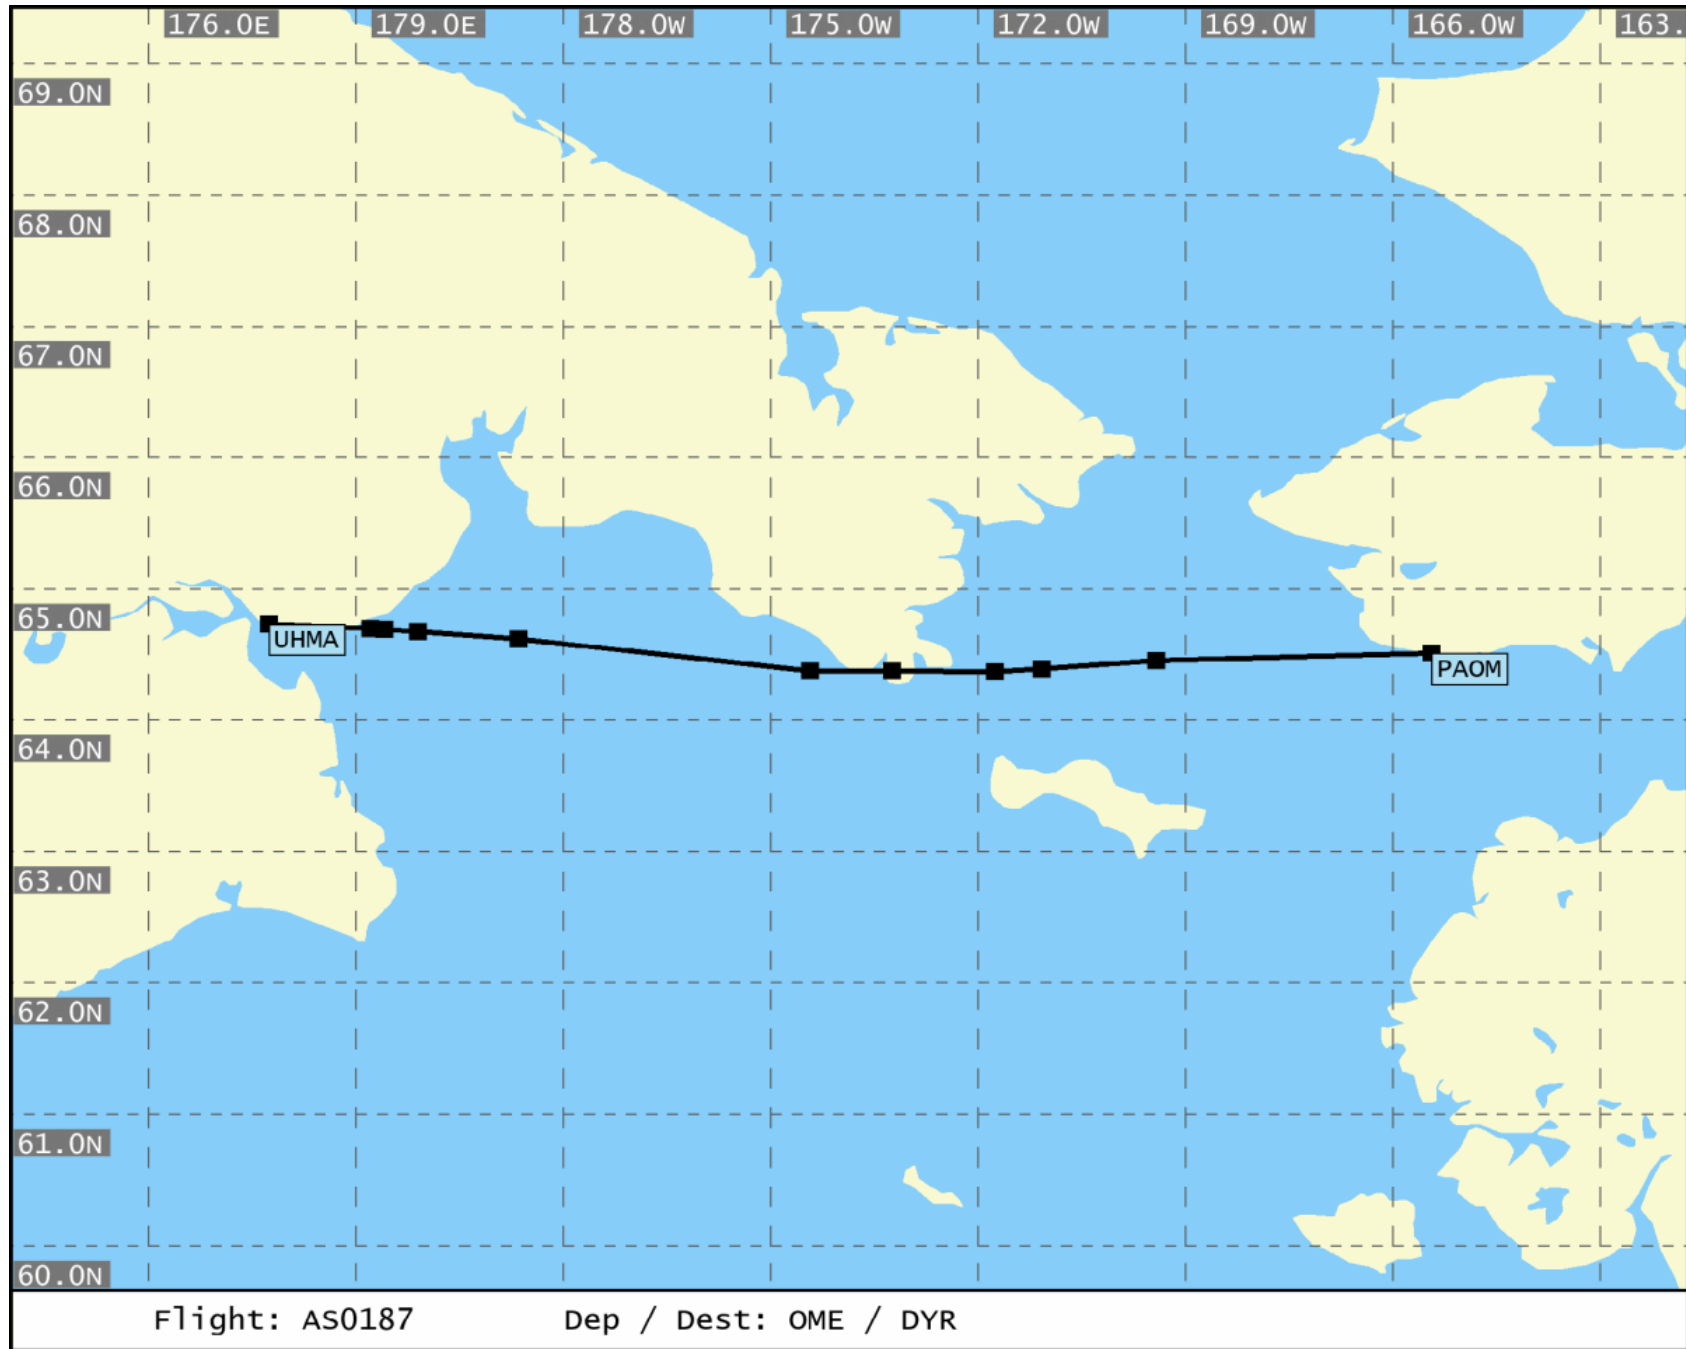 176.0E 179.0E 178.0W 175.0W 172.0W 169.0W 166.0W 163.
69.0N
68.0N
67.0N
66.0N
65.0N
UHMA
PAOM
64.0N
63.0N
62.0N
61.0N
60.0N
Flight: AS0187 Dep / Dest: OME / DYR